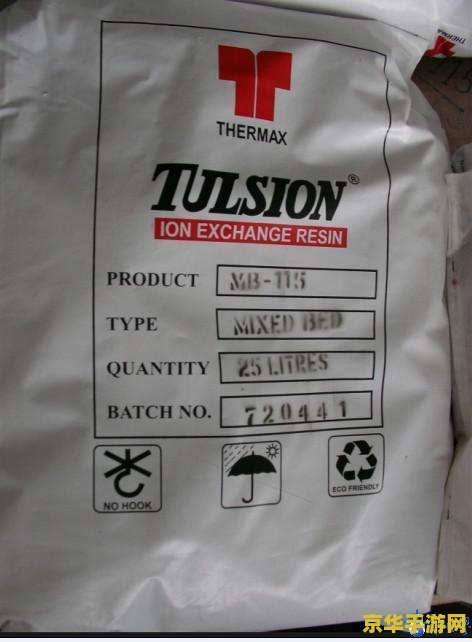 THERMAX
TULSION®
ION EXCHANGE RESIN
PRODUCT MB-115
TYPE MIXED BED
QUANTITY 25 LITRES
BATCH NO. 720441
NO HOOK
ECO FRIENDLY
THERMAX
京华手游网